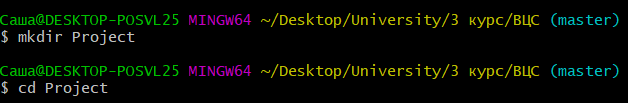 Саша@DESKTOP-POSVL25 MINGW64 ~/Desktop/University/3 курс/ВЦС (master)
$ mkdir Project
Саша@DESKTOP-POSVL25 MINGW64 ~/Desktop/University/3 курс/ВЦС (master)
$ cd Project